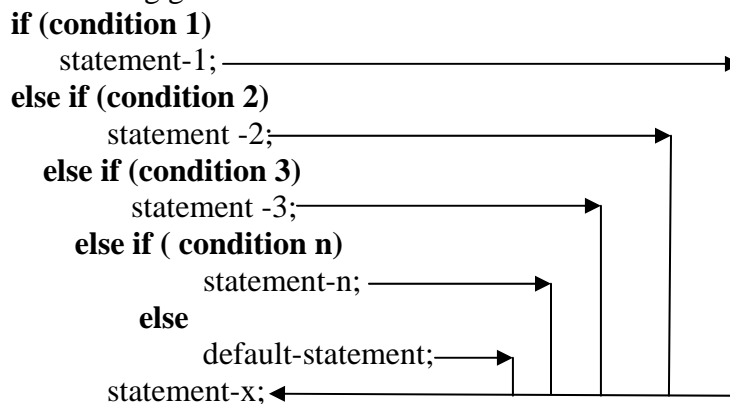 if (condition 1)
statement-1;
else if (condition 2)
statement -2;
else if (condition 3)
statement -3;
else if ( condition n)
statement-n;
else
default-statement;
statement-x;